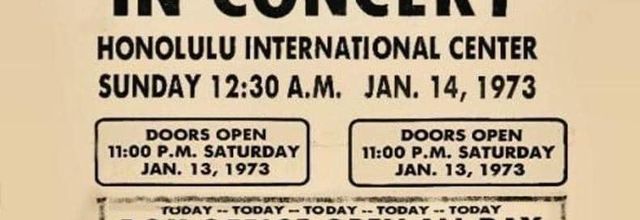 IN CONCERT
HONOLULU INTERNATIONAL CENTER
SUNDAY 12:30 A.M. JAN. 14, 1973
DOORS OPEN
11:00 P.M. SATURDAY
JAN. 13, 1973
DOORS OPEN
11:00 P.M. SATURDAY
JAN. 13, 1973
TODAY -- TODAY -- TODAY -- TODAY -- TODAY